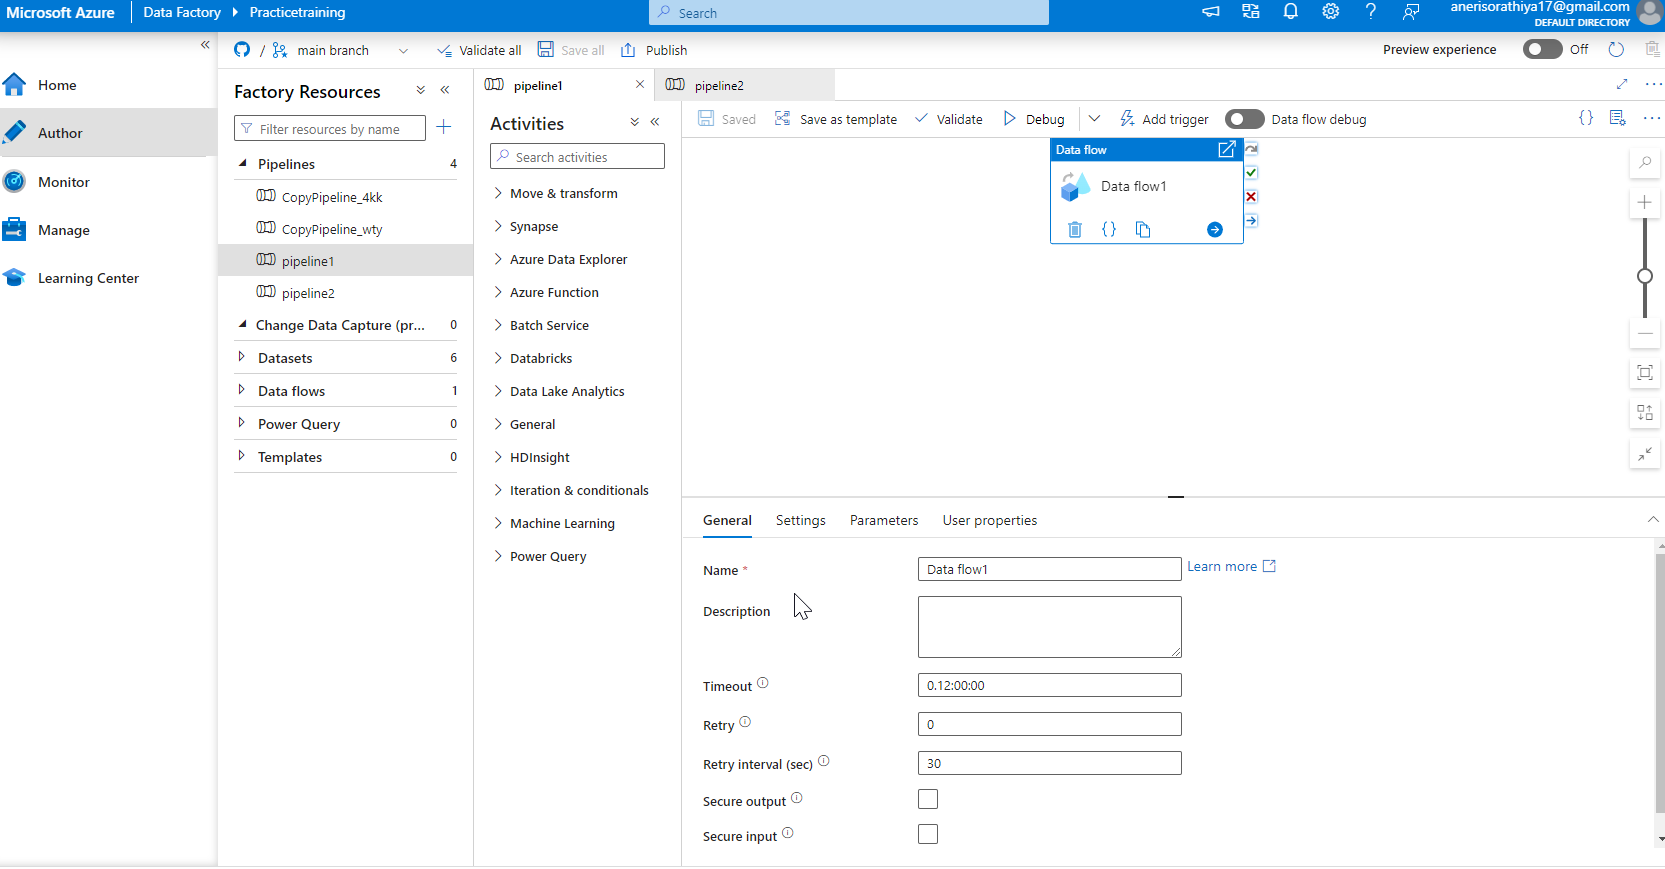 Microsoft Azure Data Factory Practicetraining Search anerisorathiya17@gmail.com
DEFAULT DIRECTORY
/ main branch Validate all Save all Publish Preview experience Off
Home
Author
Monitor
Manage
Learning Center
Factory Resources
Filter resources by name
Pipelines 4
CopyPipeline_4kk
CopyPipeline_wty
pipeline1
pipeline2
Change Data Capture (pr... 0
Datasets 6
Data flows 1
Power Query 0
Templates 0
pipeline1 pipeline2
Activities
Search activities
Move & transform
Synapse
Azure Data Explorer
Azure Function
Batch Service
Databricks
Data Lake Analytics
General
HDInsight
Iteration & conditionals
Machine Learning
Power Query
Saved Save as template Validate Debug Add trigger Data flow debug
Data flow
Data flow1
General Settings Parameters User properties
Name * Data flow1 Learn more
Description
Timeout 0.12:00:00
Retry 0
Retry interval (sec) 30
Secure output
Secure input